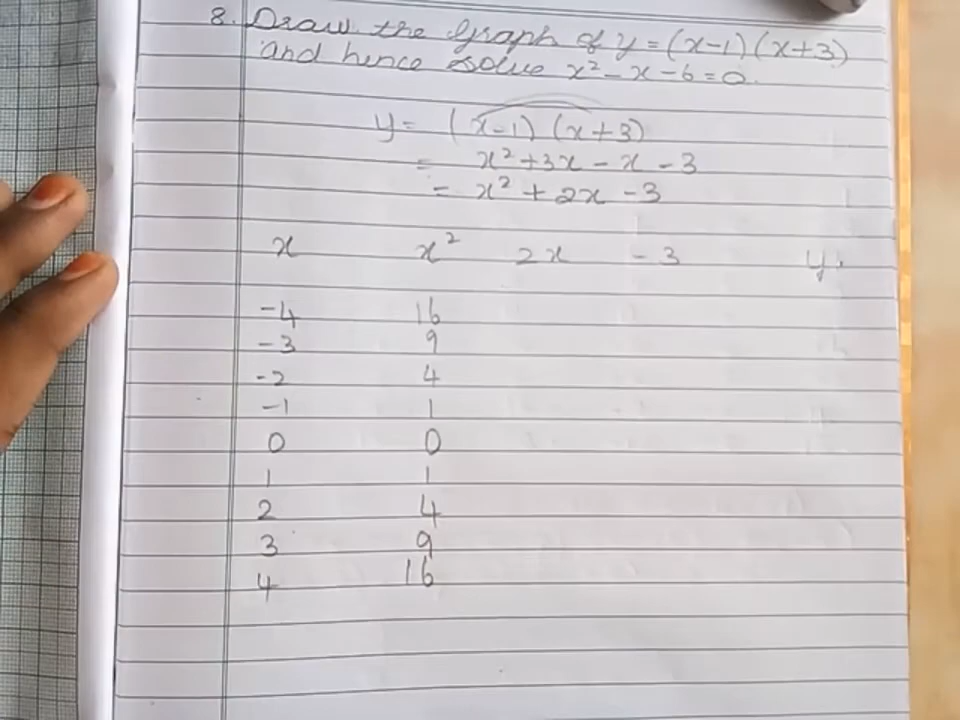 8. Draw the graph of y = (x-1) (x+3)
and hence solve x² - x - 6 = 0.
y = (x-1) (x+3)
= x² + 3x - x - 3
= x² + 2x - 3
x x² 2x -3 y
-4 16
-3 9
-2 4
-1 1
0 0
1 1
2 4
3 9
4 16